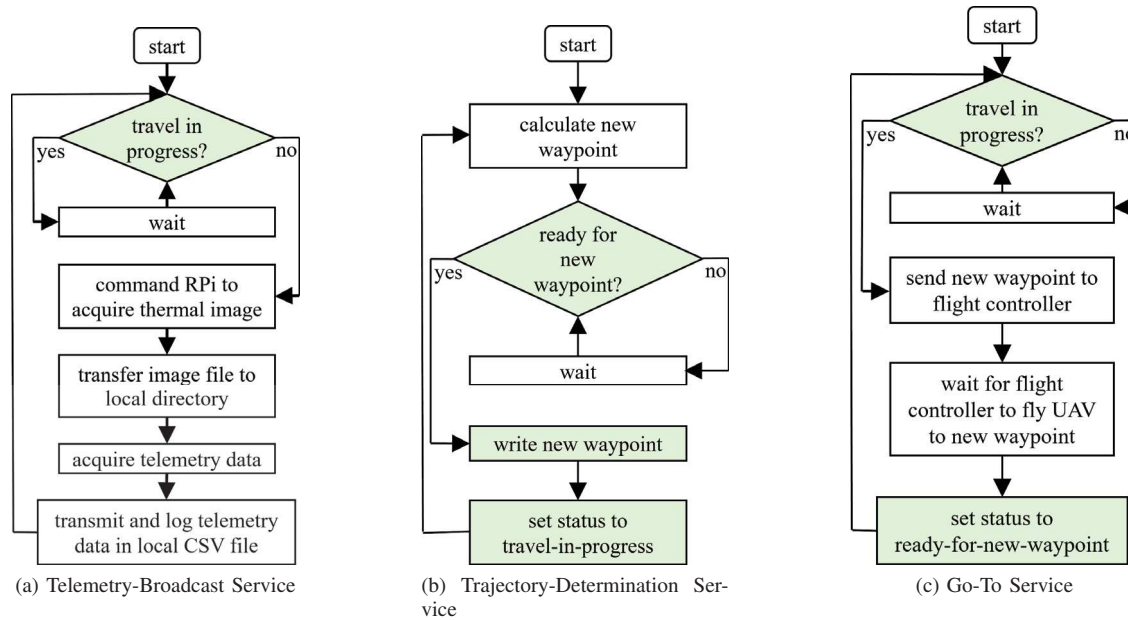 start
travel in
progress?
yes
no
wait
command RPi to
acquire thermal image
transfer image file to
local directory
acquire telemetry data
transmit and log telemetry
data in local CSV file
(a) Telemetry-Broadcast Service
start
calculate new
waypoint
ready for
new
waypoint?
yes
no
wait
write new waypoint
set status to
travel-in-progress
(b) Trajectory-Determination Ser-
vice
start
travel in
progress?
yes
no
wait
send new waypoint to
flight controller
wait for flight
controller to fly UAV
to new waypoint
set status to
ready-for-new-waypoint
(c) Go-To Service